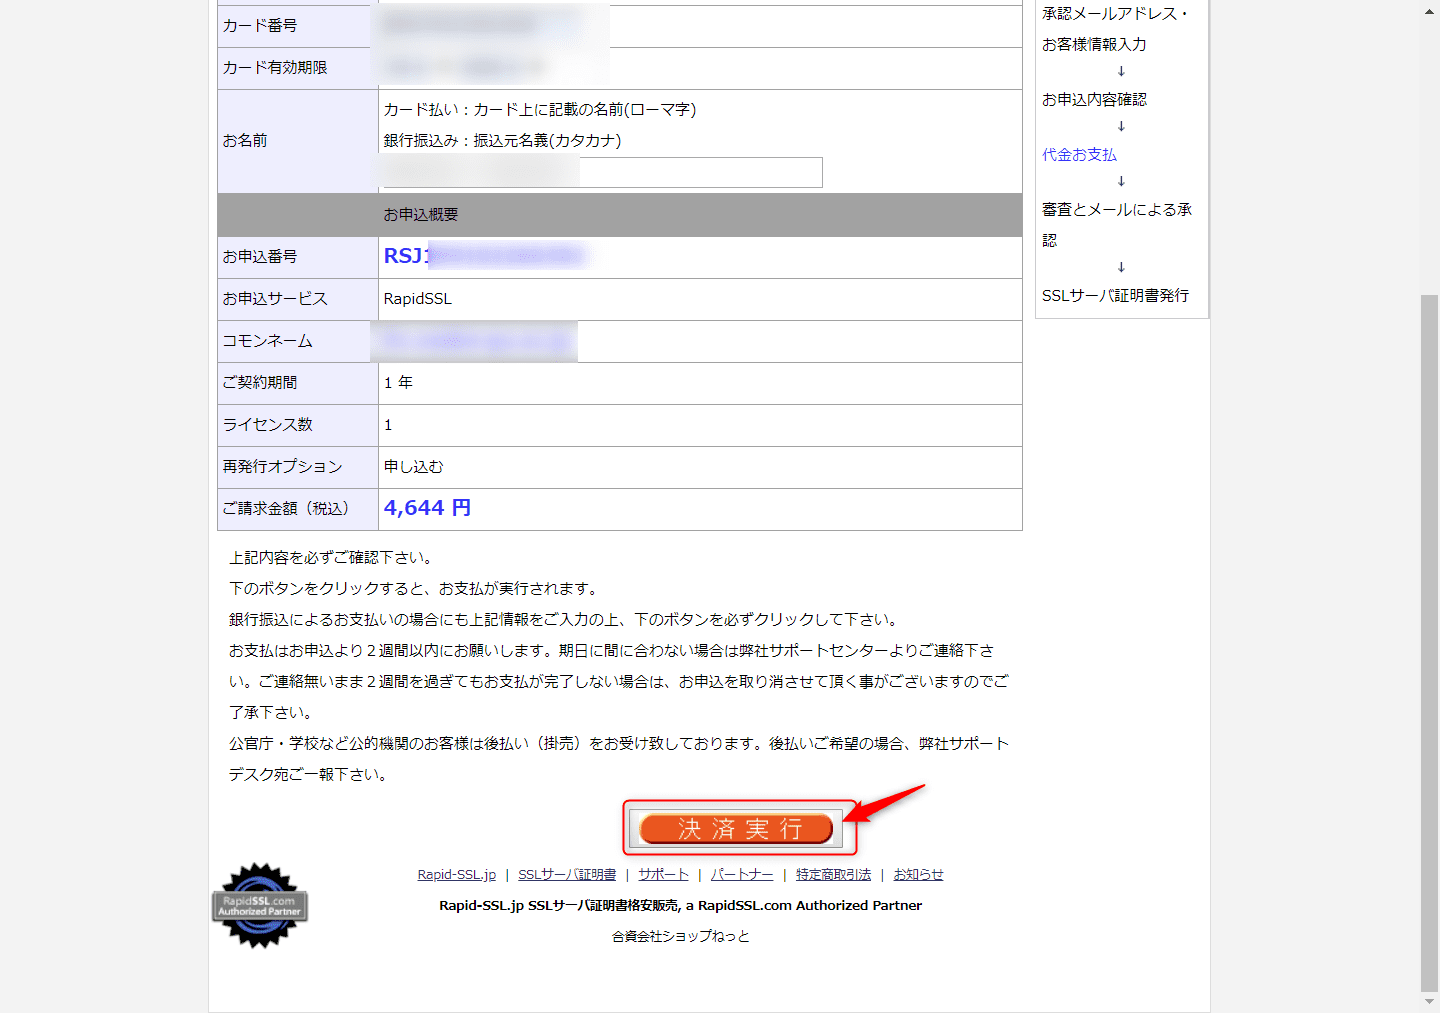 カード番号
カード有効期限
お名前
カード払い：カード上に記載の名前(ローマ字)
銀行振込み：振込元名義(カタカナ)
お申込概要
お申込番号
RSJ1
お申込サービス
RapidSSL
コモンネーム
ご契約期間
1 年
ライセンス数
1
再発行オプション
申し込む
ご請求金額（税込）
4,644 円
上記内容を必ずご確認下さい。
下のボタンをクリックすると、お支払が実行されます。
銀行振込によるお支払いの場合にも上記情報をご入力の上、下のボタンを必ずクリックして下さい。
お支払はお申込より２週間以内にお願いします。期日に間に合わない場合は弊社サポートセンターよりご連絡下さ
い。ご連絡無いまま２週間を過ぎてもお支払が完了しない場合は、お申込を取り消させて頂く事がございますのでご
了承下さい。
公官庁・学校など公的機関のお客様は後払い（掛売）をお受け致しております。後払いご希望の場合、弊社サポート
デスク宛ご一報下さい。
決済実行
承認メールアドレス・
お客様情報入力
↓
お申込内容確認
↓
代金お支払
↓
審査とメールによる承
認
↓
SSLサーバ証明書発行
RapidSSL.com
Authorized Partner
Rapid-SSL.jp | SSLサーバ証明書 | サポート | パートナー | 特定商取引法 | お知らせ
Rapid-SSL.jp SSLサーバ証明書格安販売, a RapidSSL.com Authorized Partner
合資会社ショップねっと